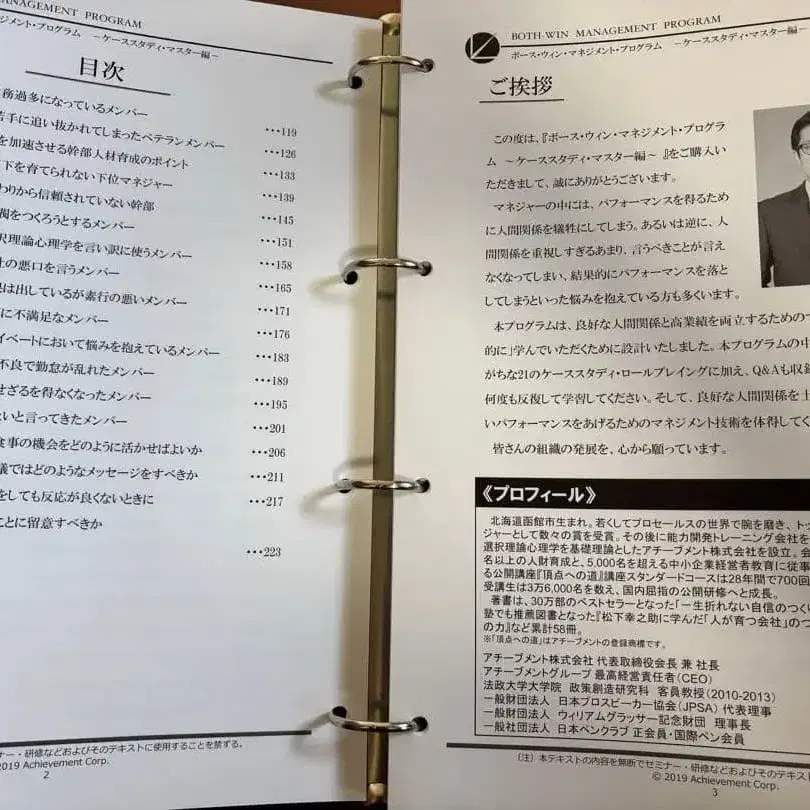 MANAGEMENT PROGRAM
ジメント・プログラム －ケーススタディ・マスター編－
目次
務過多になっているメンバー ･･･119
苦手に追い抜かれてしまったベテランメンバー ･･･126
を加速させる幹部人材育成のポイント ･･･133
下を育てられない下位マネジャー ･･･139
わりから信頼されていない幹部 ･･･145
閥をつくろうとするメンバー ･･･151
択理論心理学を言い訳に使うメンバー ･･･158
社の悪口を言うメンバー ･･･165
は出しているが素行の悪いメンバー ･･･171
に不満足なメンバー ･･･176
イベートにおいて悩みを抱えているメンバー ･･･183
不良で勤怠が乱れたメンバー ･･･189
せざるを得なくなったメンバー ･･･195
いと言ってきたメンバー ･･･201
食事の機会をどのように活かせばよいか ･･･206
議ではどのようなメッセージをすべきか ･･･211
をしても反応が良くないときに ･･･217
ことに留意すべきか ･･･223
ナー・研修などおよびそのテキストに使用することを禁ずる。
2019 Achievement Corp.
2
BOTH-WIN MANAGEMENT PROGRAM
ボース・ウィン・マネジメント・プログラム －ケーススタディ・マスター編－
ご挨拶
この度は、『ボース・ウィン・マネジメント・プログラ
ム ～ケーススタディ・マスター編～ 』をご購入い
ただきまして、誠にありがとうございます。
マネジャーの中には、パフォーマンスを得るため
に人間関係を犠牲にしてしまう。あるいは逆に、人
間関係を重視しすぎるあまり、言うべきことが言え
なくなってしまい、結果的にパフォーマンスを落と
してしまうといった悩みを抱えている方も多くいます。
本プログラムは、良好な人間関係と高業績を両立するための
的に」学んでいただくために設計いたしました。本プログラムの中
がちな21のケーススタディ・ロールプレイングに加え、Q&Aも収録
何度も反復して学習してください。そして、良好な人間関係を土
いパフォーマンスをあげるためのマネジメント技術を体得してく
皆さんの組織の発展を、心から願っています。
《プロフィール》
北海道函館市生まれ。若くしてプロセールスの世界で腕を磨き、トッ
ジャーとして数々の賞を受賞。その後に能力開発トレーニング会社を
選択理論心理学を基礎理論としたアチーブメント株式会社を設立。会
名以上の人財育成と、5,000名を超える中小企業経営者教育に従事
る公開講座『頂点への道』講座スタンダードコースは28年間で700回
受講生は3万6,000名を数え、国内屈指の公開研修へと成長。
著書は、30万部のベストセラーとなった「一生折れない自信のつく
塾でも推薦図書となった『松下幸之助に学んだ「人が育つ会社」のつ
の力』など累計58冊。
※「頂点への道」はアチーブメントの登録商標です。
アチーブメント株式会社 代表取締役会長 兼 社長
アチーブメントグループ 最高経営責任者(CEO)
法政大学大学院 政策創造研究科 客員教授(2010-2013)
一般財団法人 日本プロスピーカー協会(JPSA) 代表理事
一般財団法人 ウィリアムグラッサー記念財団 理事長
一般社団法人 日本ペンクラブ 正会員・国際ペン会員
(注) 本テキストの内容を無断でセミナー・研修などおよびそのテキスト
© 2019 Achievement Corp.
3